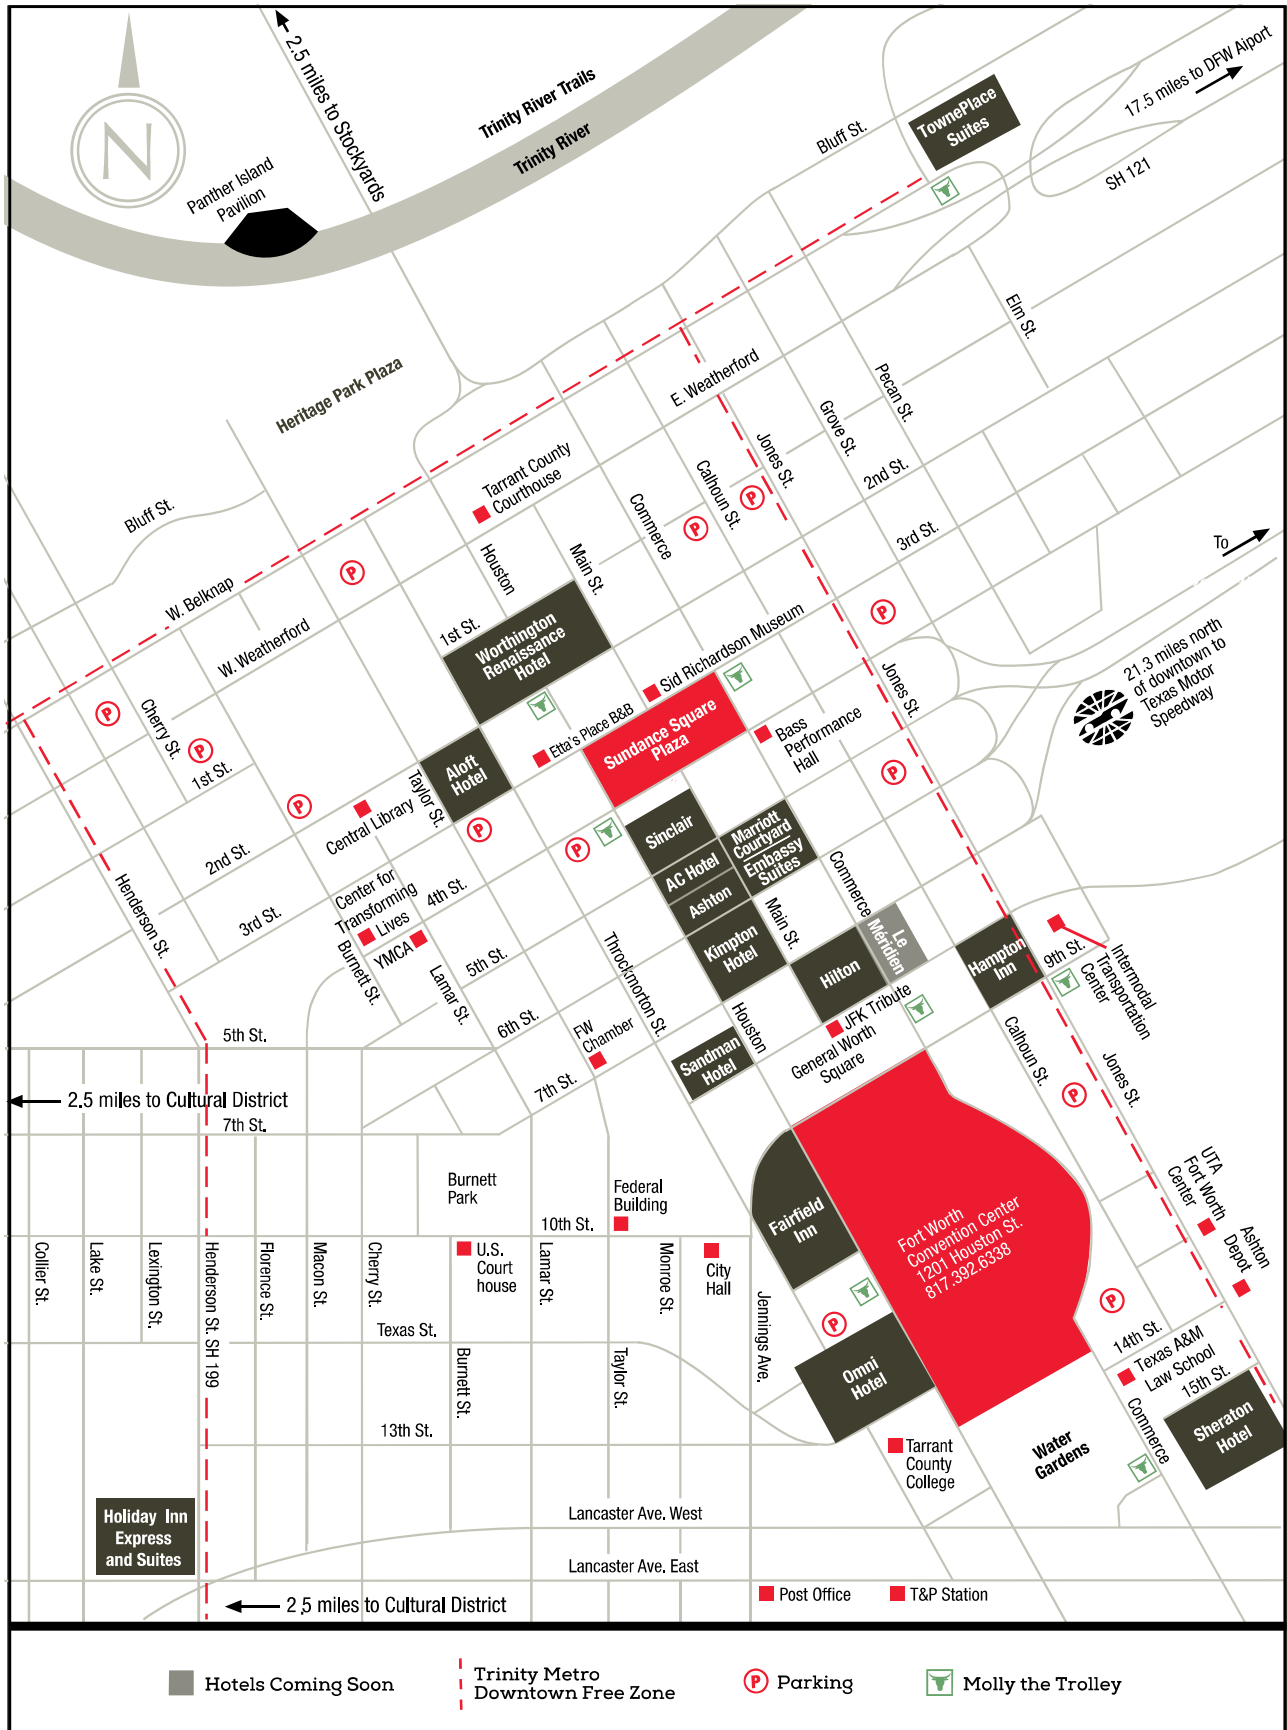 2.5 miles to Stockyards
Trinity River Trails
Trinity River
N
Panther Island
Pavilion
17.5 miles to DFW Aiport
TownePlace
Suites
Bluff St.
SH 121
Elm St.
Heritage Park Plaza
E. Weatherford
Pecan St.
Grove St.
Jones St.
2nd St.
Calhoun St.
P
P
Commerce
3rd St.
Tarrant County
Courthouse
Bluff St.
To
Houston
Main St.
P
W. Belknap
W. Weatherford
1st St.
Worthington
Renaissance
Hotel
Sid Richardson Museum
P
21.3 miles north
of downtown to
Texas Motor
Speedway
Jones St.
P
Cherry St.
P
1st St.
Etta's Place B&B
Sundance Square
Plaza
Bass
Performance
Hall
P
Aloft
Hotel
Taylor St.
P
Central Library
P
P
Sinclair
Marriott
Courtyard
Embassy
Suites
AC Hotel
Ashton
Commerce
2nd St.
Henderson St.
3rd St.
Center for
Transforming
Lives
4th St.
YMCA
Burnett St.
Lamar St.
5th St.
Throckmorton St.
Kimpton
Hotel
Main St.
Hilton
Le
Méridien
Hampton
Inn
9th St.
Intermodal
Transportation
Center
6th St.
FW
Chamber
Houston
JFK Tribute
General Worth
Square
Calhoun St.
Jones St.
5th St.
7th St.
Sandman
Hotel
P
2.5 miles to Cultural District
7th St.
Burnett
Park
Federal
Building
10th St.
Fairfield
Inn
Fort Worth
Convention Center
1201 Houston St.
817.392.6338
UTA
Fort Worth
Center
Ashton
Depot
Collier St.
Lake St.
Lexington St.
Henderson St. SH 199
Florence St.
Macon St.
Cherry St.
U.S.
Court
house
Lamar St.
Monroe St.
City
Hall
Jennings Ave.
P
P
Texas St.
Burnett St.
Taylor St.
Omni
Hotel
14th St.
Texas A&M
Law School
15th St.
Commerce
Sheraton
Hotel
13th St.
Tarrant
County
College
Water
Gardens
Holiday Inn
Express
and Suites
Lancaster Ave. West
Lancaster Ave. East
2.5 miles to Cultural District
Post Office
T&P Station
Hotels Coming Soon
Trinity Metro
Downtown Free Zone
P Parking
Molly the Trolley